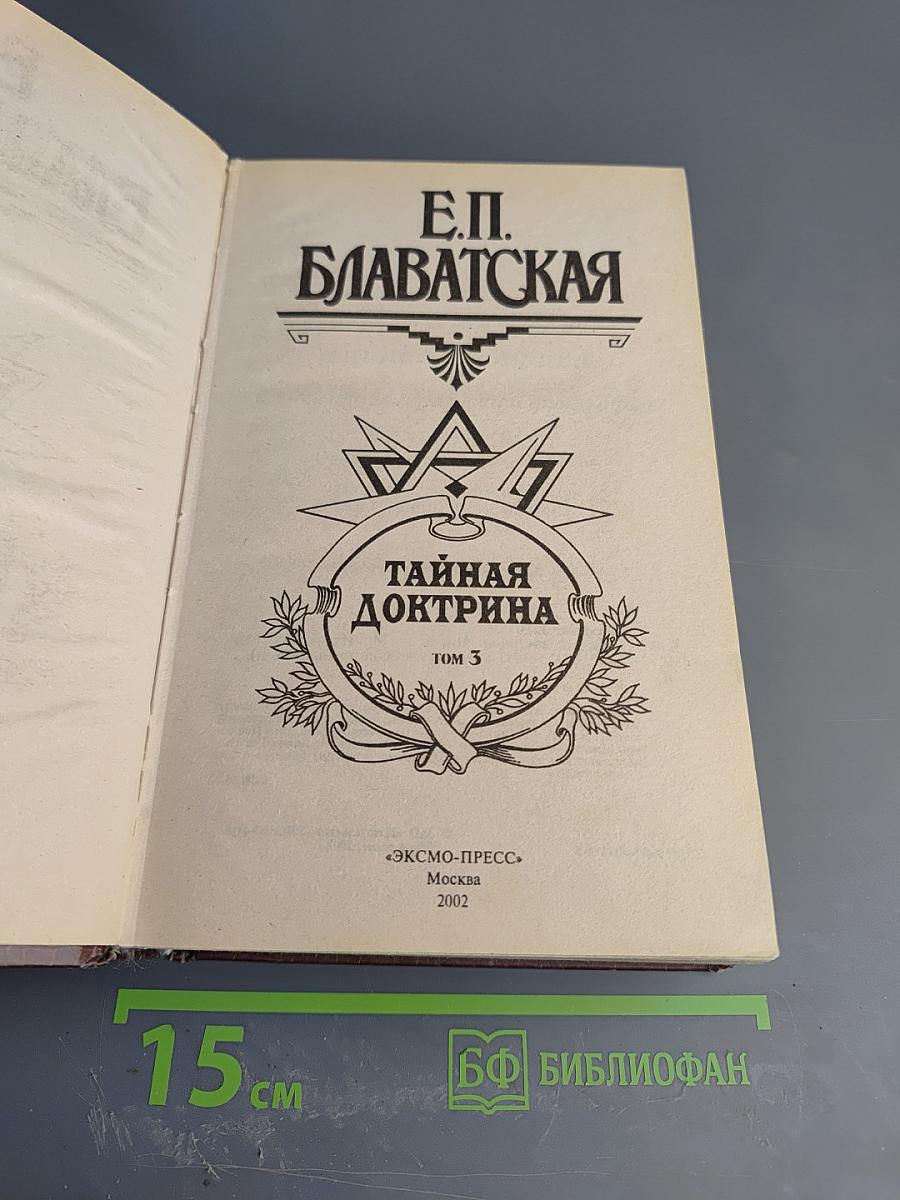 Е.П.
БЛАВАТСКАЯ
ТАЙНАЯ
ДОКТРИНА
ТОМ 3
«ЭКСМО-ПРЕСС»
Москва
2002
15 см
БФ БИБЛИОФАН